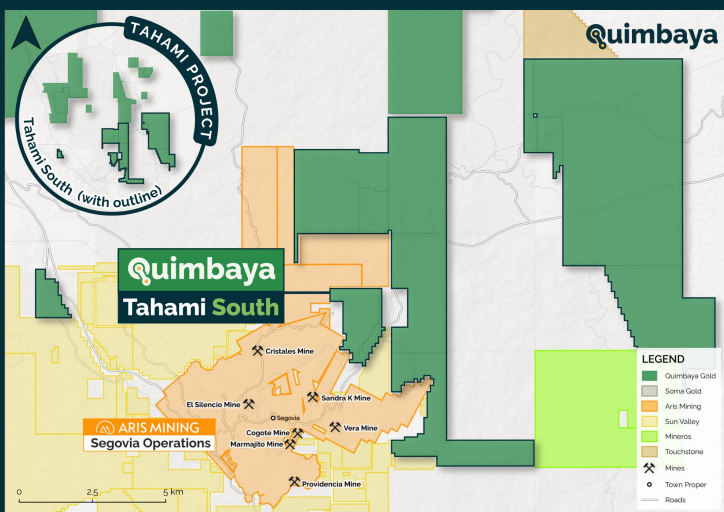 Quimbaya
TAHAMI PROJECT
Tahami South (with outline)
Quimbaya
Tahami South
Cristales Mine
El Silencio Mine
Sandra K Mine
Segovia
Cogote Mine
Vera Mine
Marmajito Mine
ARIS MINING
Segovia Operations
Providencia Mine
0 2.5 5 km
LEGEND
Quimbaya Gold
Soma Gold
Aris Mining
Sun Valley
Mineros
Touchstone
Mines
Town Proper
Roads